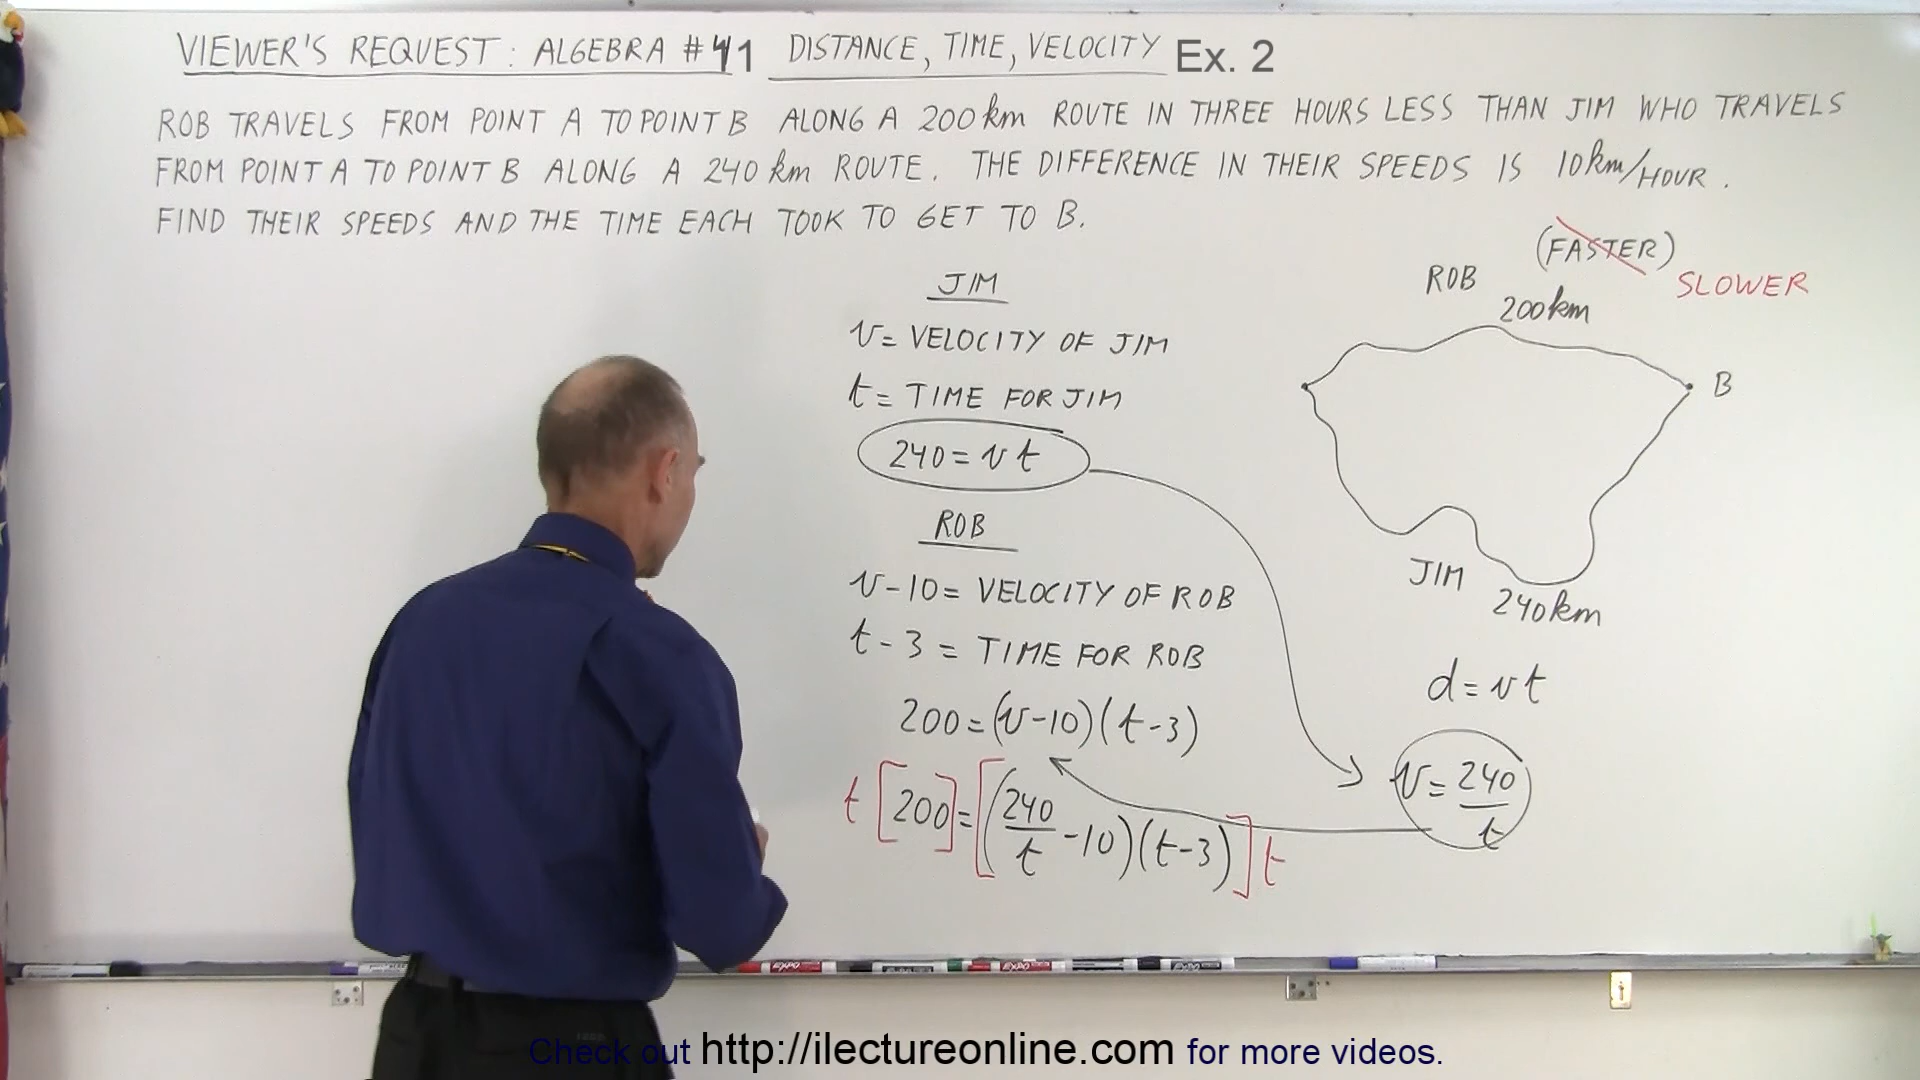 VIEWER'S REQUEST: ALGEBRA #41 DISTANCE, TIME, VELOCITY Ex. 2
ROB TRAVELS FROM POINT A TO POINT B ALONG A 200 km ROUTE IN THREE HOURS LESS THAN JIM WHO TRAVELS
FROM POINT A TO POINT B ALONG A 240 km ROUTE. THE DIFFERENCE IN THEIR SPEEDS IS 10 km/HOUR.
FIND THEIR SPEEDS AND THE TIME EACH TOOK TO GET TO B.
(FASTER)
ROB
SLOWER
200 km
B
JIM
240 km
d = vt
v = 240/t
JIM
v = VELOCITY OF JIM
t = TIME FOR JIM
240 = vt
ROB
v - 10 = VELOCITY OF ROB
t - 3 = TIME FOR ROB
200 = (v-10)(t-3)
t[200] = [(240/t - 10)(t-3)]t
Check out http://ilectureonline.com for more videos.